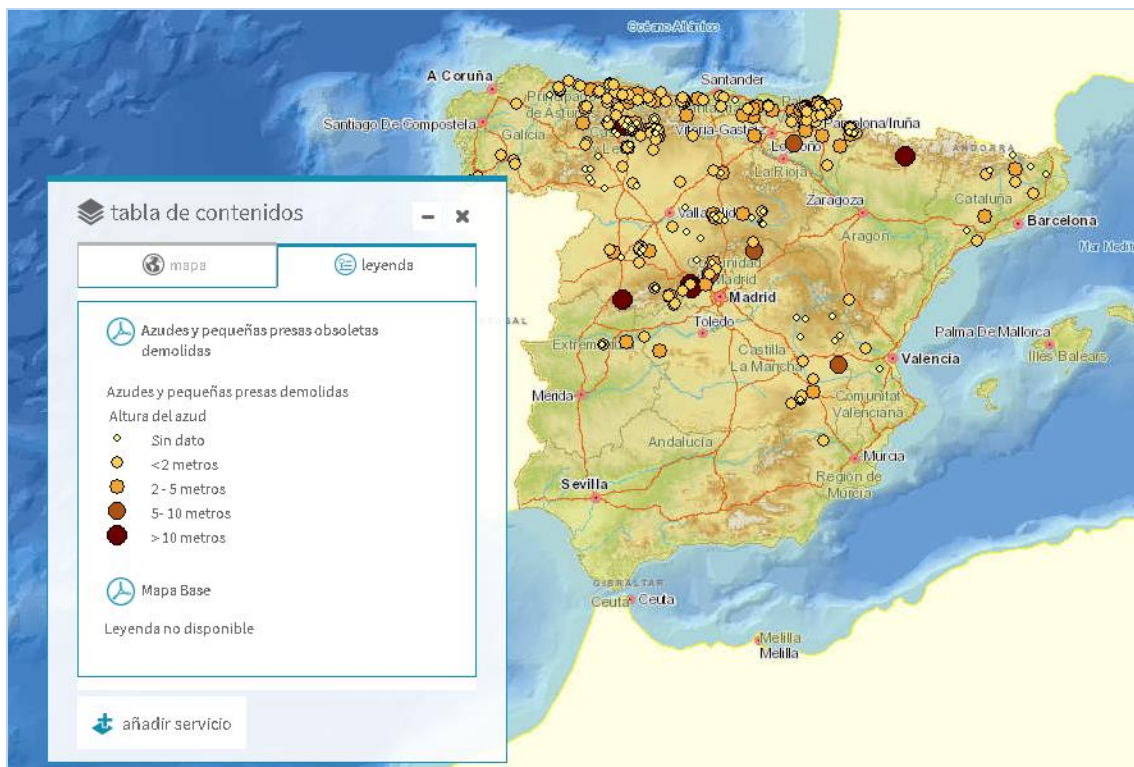 Océano Atlántico
A Coruña
Santander
Santiago De Compostela
Galicia
Vitoria-Gasteiz
Pamplona/Iruña
ANDORRA
La Rioja
Zaragoza
Cataluña
Barcelona
Aragón
Madrid
Madrid
Toledo
Castilla
La Mancha
Palma De Mallorca
Illes Balears
Valencia
Comunitat
Valenciana
Mérida
Andalucía
Murcia
Región de
Murcia
Sevilla
GIBRALTAR
Ceuta
Ceuta
Melilla
Melilla
tabla de contenidos
mapa
leyenda
Azudes y pequeñas presas obsoletas
demolidas
Azudes y pequeñas presas demolidas
Altura del azud
Sin dato
<2 metros
2 - 5 metros
5- 10 metros
> 10 metros
Mapa Base
Leyenda no disponible
añadir servicio